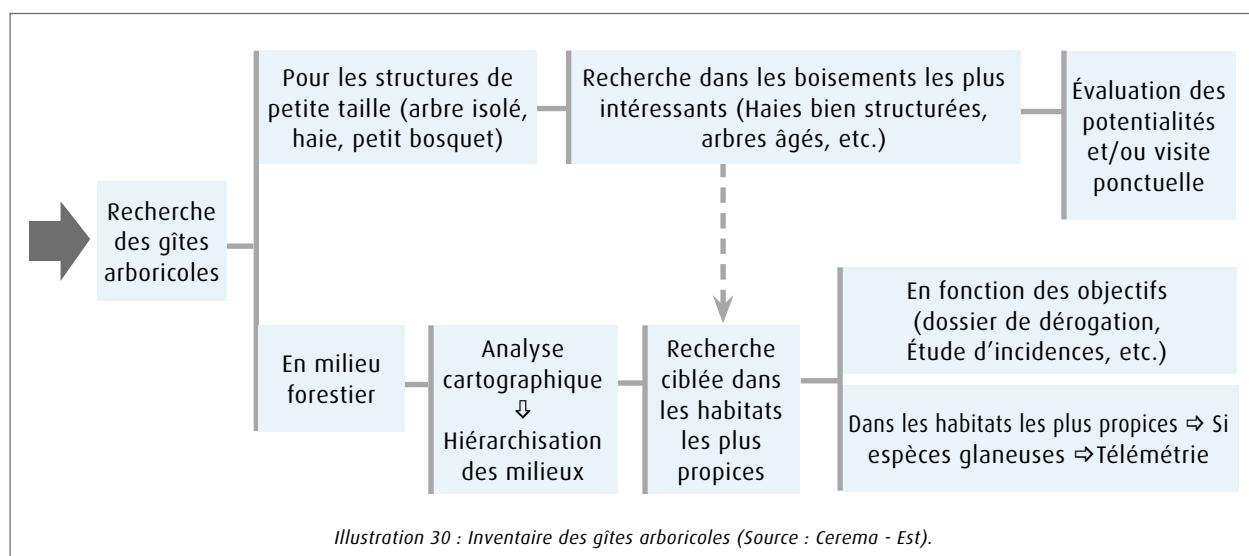 Recherche
des gîtes
arboricoles
Pour les structures de
petite taille (arbre isolé,
haie, petit bosquet)
Recherche dans les boisements les plus
intéressants (Haies bien structurées,
arbres âgés, etc.)
Évaluation des
potentialités
et/ou visite
ponctuelle
En milieu
forestier
Analyse
cartographique
⇩
Hiérarchisation
des milieux
Recherche
ciblée dans
les habitats
les plus
propices
En fonction des objectifs
(dossier de dérogation,
Étude d’incidences, etc.)
Dans les habitats les plus propices ⇨ Si
espèces glaneuses ⇨Télémétrie
Illustration 30 : Inventaire des gîtes arboricoles (Source : Cerema - Est).